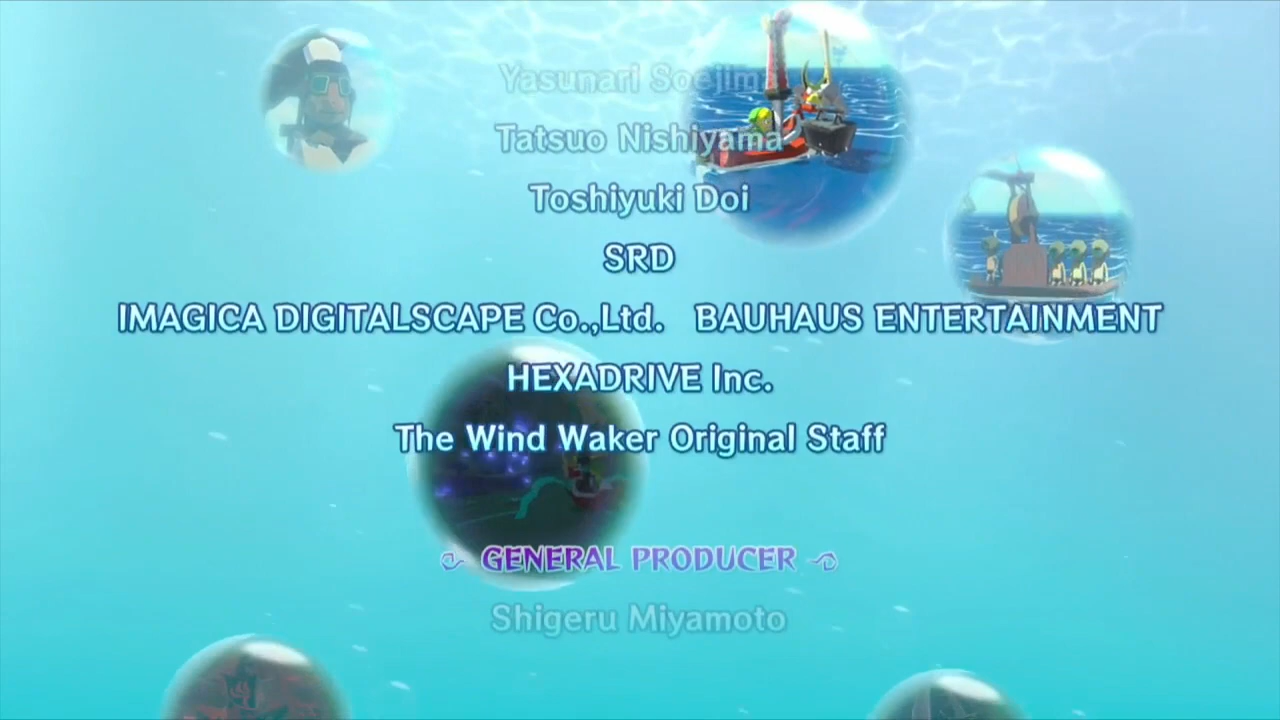 Yasunari Soejima
Tatsuo Nishiyama
Toshiyuki Doi
SRD
IMAGICA DIGITALSCAPE Co.,Ltd. BAUHAUS ENTERTAINMENT
HEXADRIVE Inc.
The Wind Waker Original Staff
GENERAL PRODUCER
Shigeru Miyamoto